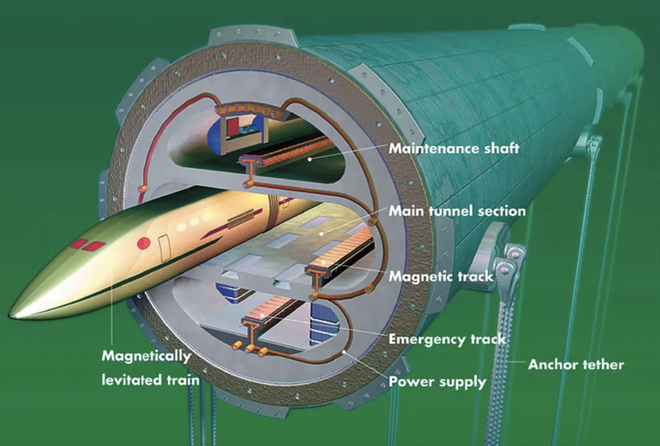 Maintenance shaft
Main tunnel section
Magnetic track
Emergency track
Magnetically
levitated train
Anchor tether
Power supply